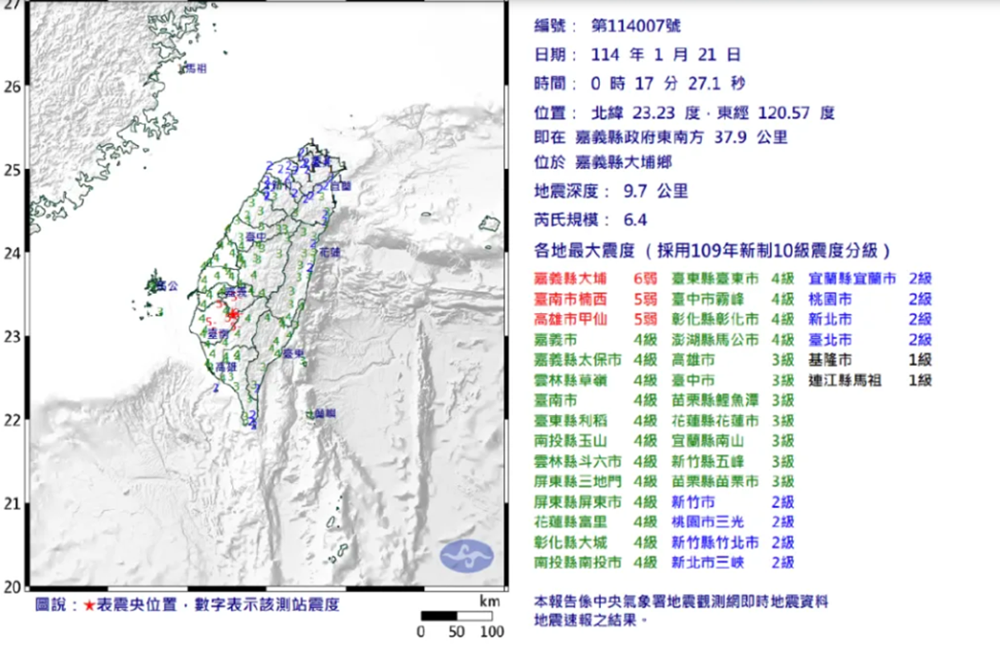 27
26
25
24
23
22
21
20
馬祖
宜蘭
臺中
花蓮
臺南
臺東
高雄
圖說：★表震央位置，數字表示該測站震度
km
0 50 100
編號： 第114007號
日期： 114 年 1 月 21 日
時間： 0 時 17 分 27.1 秒
位置： 北緯 23.23 度，東經 120.57 度
即在 嘉義縣政府東南方 37.9 公里
位於 嘉義縣大埔鄉
地震深度： 9.7 公里
芮氏規模： 6.4
各地最大震度 （採用109年新制10級震度分級）
嘉義縣大埔 6弱 臺東縣臺東市 4級 宜蘭縣宜蘭市 2級
臺南市楠西 5弱 臺中市霧峰 4級 桃園市 2級
高雄市甲仙 5弱 彰化縣彰化市 4級 新北市 2級
嘉義市 4級 澎湖縣馬公市 4級 臺北市 2級
嘉義縣太保市 4級 高雄市 3級 基隆市 1級
雲林縣草嶺 4級 臺中市 3級 連江縣馬祖 1級
臺南市 4級 苗栗縣鯉魚潭 3級
臺東縣利稻 4級 花蓮縣花蓮市 3級
南投縣玉山 4級 宜蘭縣南山 3級
雲林縣斗六市 4級 新竹縣五峰 3級
屏東縣三地門 4級 苗栗縣苗栗市 3級
屏東縣屏東市 4級 新竹市 2級
花蓮縣富里 4級 桃園市三光 2級
彰化縣大城 4級 新竹縣竹北市 2級
南投縣南投市 4級 新北市三峽 2級
本報告係中央氣象署地震觀測網即時地震資料
地震速報之結果。